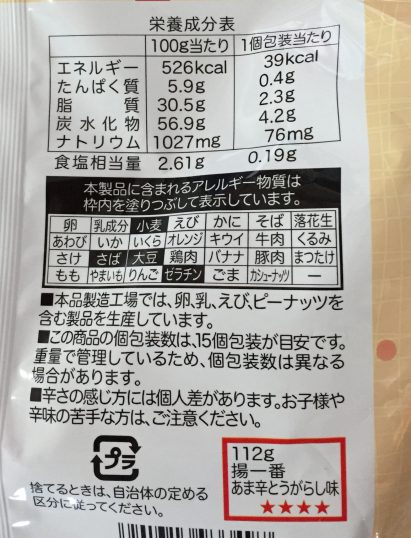 栄養成分表
100g当たり 1個包装当たり
エネルギー 526kcal 39kcal
たんぱく質 5.9g 0.4g
脂質 30.5g 2.3g
炭水化物 56.9g 4.2g
ナトリウム 1027mg 76mg
食塩相当量 2.61g 0.19g
本製品に含まれるアレルギー物質は
枠内を塗りつぶして表示しています。
卵 乳成分 小麦 えび かに そば 落花生
あわび いか いくら オレンジ キウイ 牛肉 くるみ
さけ さば 大豆 鶏肉 バナナ 豚肉 まつたけ
もも やまいも りんご ゼラチン ごま カシューナッツ ー
■本品製造工場では、卵、乳、えび、ピーナッツを
含む製品を生産しています。
■この商品の個包装数は、15個包装が目安です。
重量で管理しているため、個包装数は異なる
場合があります。
■辛さの感じ方には個人差があります。お子様や
辛味の苦手な方は、ご注意ください。
プラ
捨てるときは、自治体の定める
区分に従ってください。
112g
揚一番
あま辛とうがらし味
★★★★